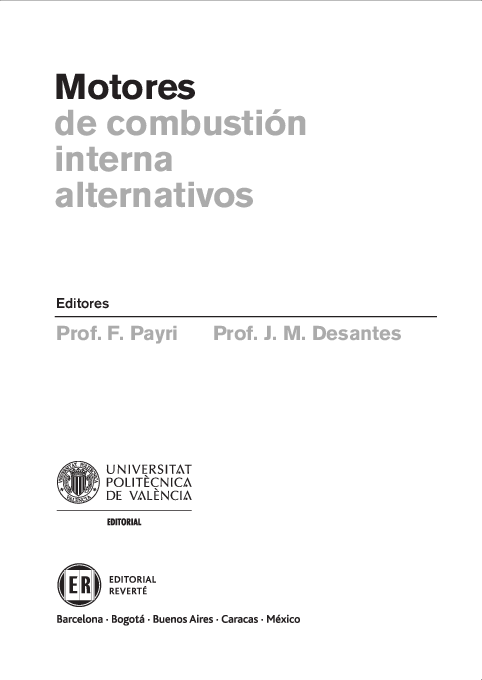 Motores
de combustión
interna
alternativos
Editores
Prof. F. Payri Prof. J. M. Desantes
UNIVERSITAT
POLITÈCNICA
DE VALÈNCIA
EDITORIAL
ER
EDITORIAL
REVERTÉ
Barcelona · Bogotá · Buenos Aires · Caracas · México